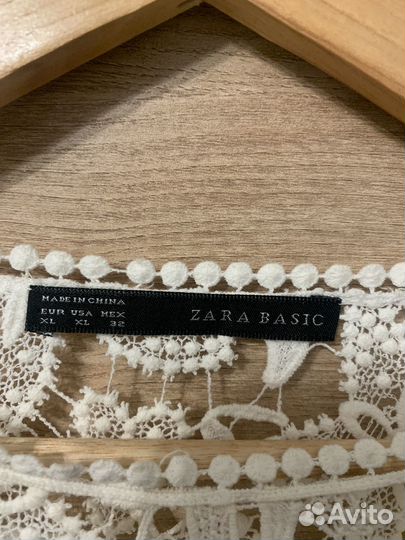 MADE IN CHINA
EUR USA MEX
XL XL 32
ZARA BASIC
Avito